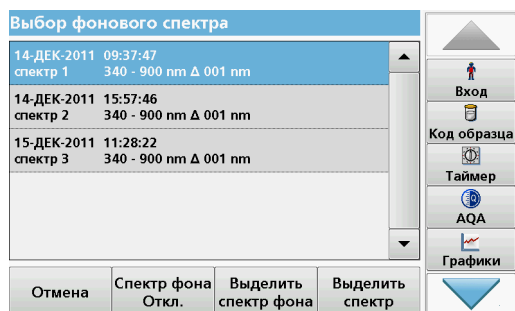 Выбор фонового спектра
14-ДЕК-2011 09:37:47
спектр 1 340 - 900 nm Δ 001 nm
14-ДЕК-2011 15:57:46
спектр 2 340 - 900 nm Δ 001 nm
15-ДЕК-2011 11:28:22
спектр 3 340 - 900 nm Δ 001 nm
Отмена
Спектр фона
Откл.
Выделить
спектр фона
Выделить
спектр
Вход
Код образца
Таймер
AQA
Графики